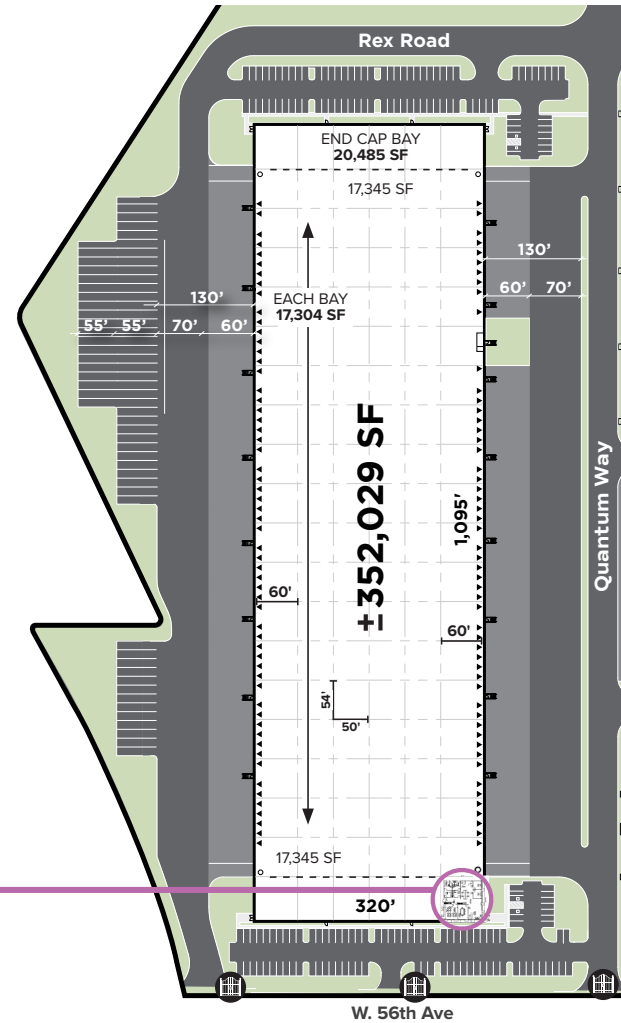 Rex Road
END CAP BAY
20,485 SF
17,345 SF
130’
60’ 70’
130’
EACH BAY
17,304 SF
55’ 55’ 70’ 60’
±352,029 SF
1,095’
Quantum Way
60'
60'
54'
50'
17,345 SF
320’
W. 56th Ave